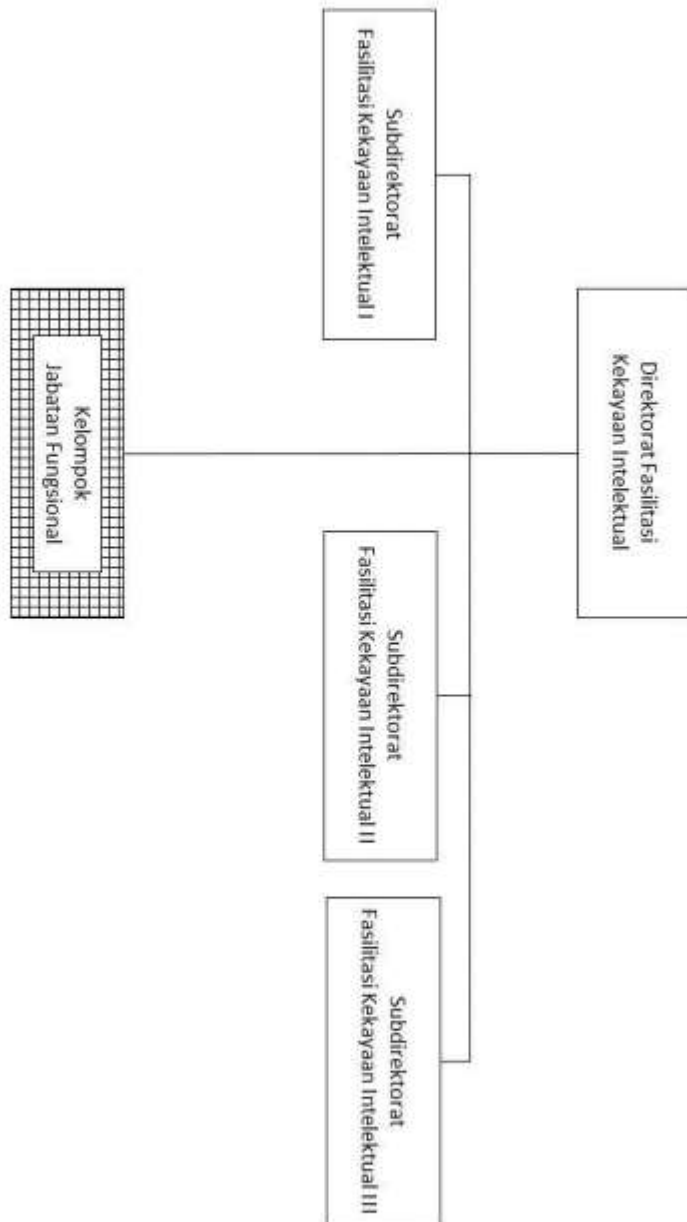 Direktorat Fasilitasi
Kekayaan Intelektual
Subdirektorat
Fasilitasi Kekayaan Intelektual I
Subdirektorat
Fasilitasi Kekayaan Intelektual II
Subdirektorat
Fasilitasi Kekayaan Intelektual III
Kelompok
Jabatan Fungsional